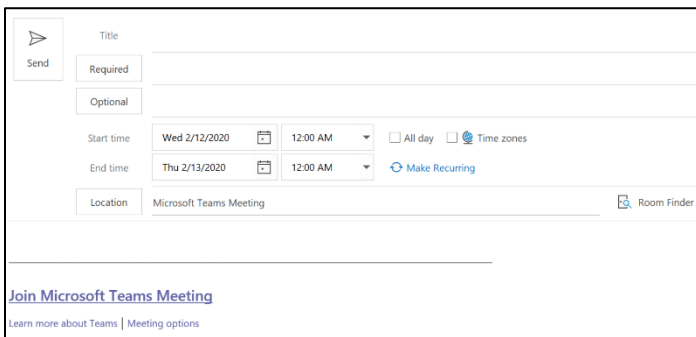 Title
Send
Required
Optional
Start time Wed 2/12/2020 12:00 AM All day Time zones
End time Thu 2/13/2020 12:00 AM Make Recurring
Location Microsoft Teams Meeting Room Finder
Join Microsoft Teams Meeting
Learn more about Teams | Meeting options